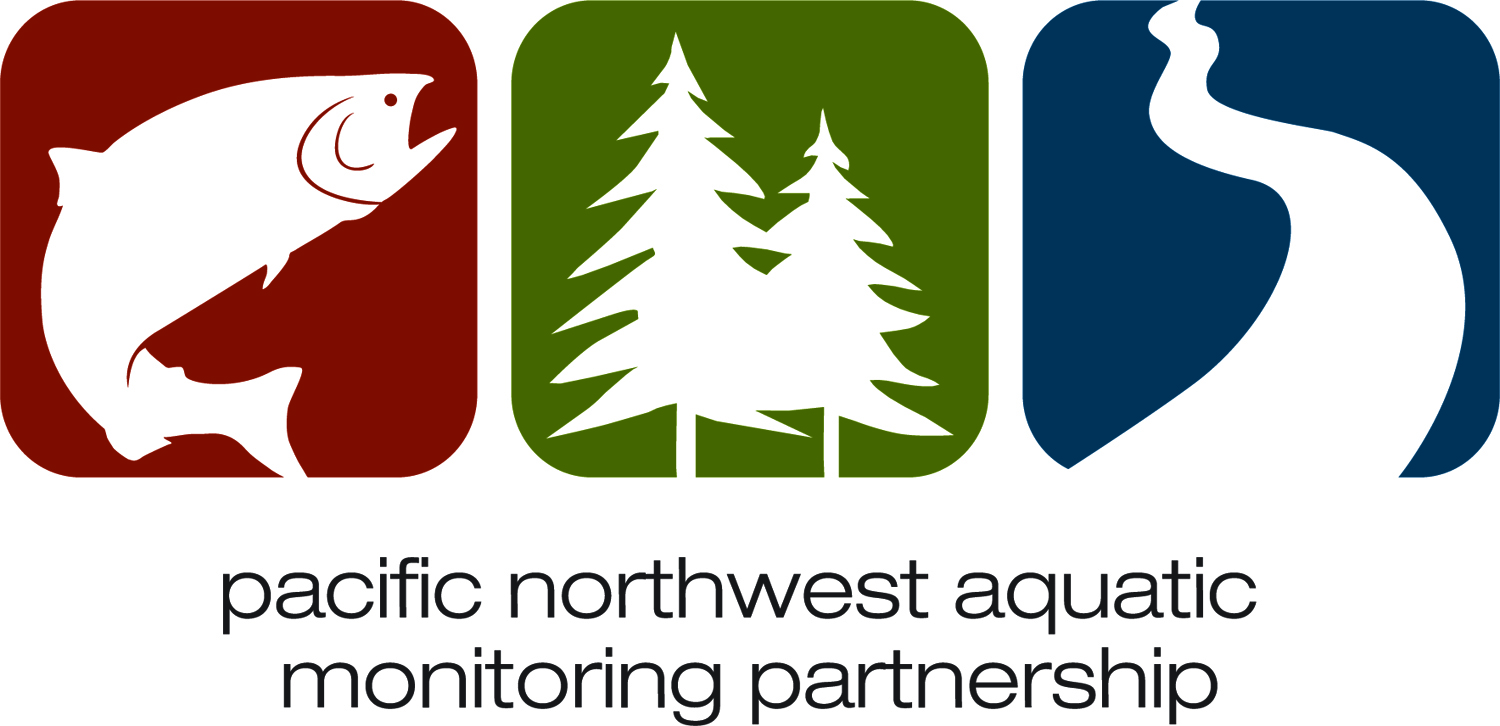 pacific northwest aquatic
monitoring partnership